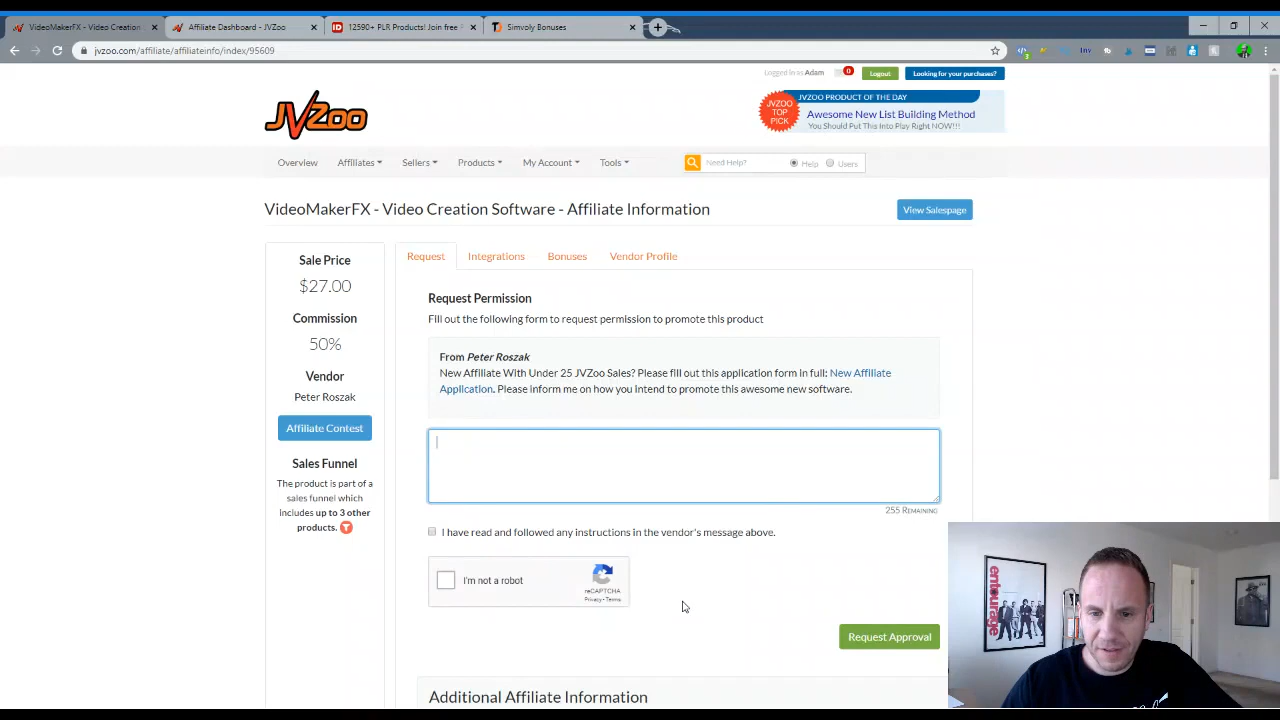 VideoMakerFX - Video Creation
Affiliate Dashboard - JVZoo
12590+ PLR Products! Join free
Simvoly Bonuses
jvzoo.com/affiliate/affiliateinfo/index/95609
Logged in as Adam
0
Logout
Looking for your purchases?
JVZoo
JVZOO TOP PICK
JVZOO PRODUCT OF THE DAY
Awesome New List Building Method
You Should Put This Into Play Right NOW!!!
Overview
Affiliates
Sellers
Products
My Account
Tools
Need Help?
Help
Users
VideoMakerFX - Video Creation Software - Affiliate Information
View Salespage
Sale Price
$27.00
Commission
50%
Vendor
Peter Roszak
Affiliate Contest
Sales Funnel
The product is part of a
sales funnel which
includes up to 3 other
products.
Request
Integrations
Bonuses
Vendor Profile
Request Permission
Fill out the following form to request permission to promote this product
From Peter Roszak
New Affiliate With Under 25 JVZoo Sales? Please fill out this application form in full: New Affiliate
Application. Please inform me on how you intend to promote this awesome new software.
255 Remaining
I have read and followed any instructions in the vendor's message above.
I'm not a robot
reCAPTCHA
Privacy - Terms
Request Approval
Additional Affiliate Information
entourage